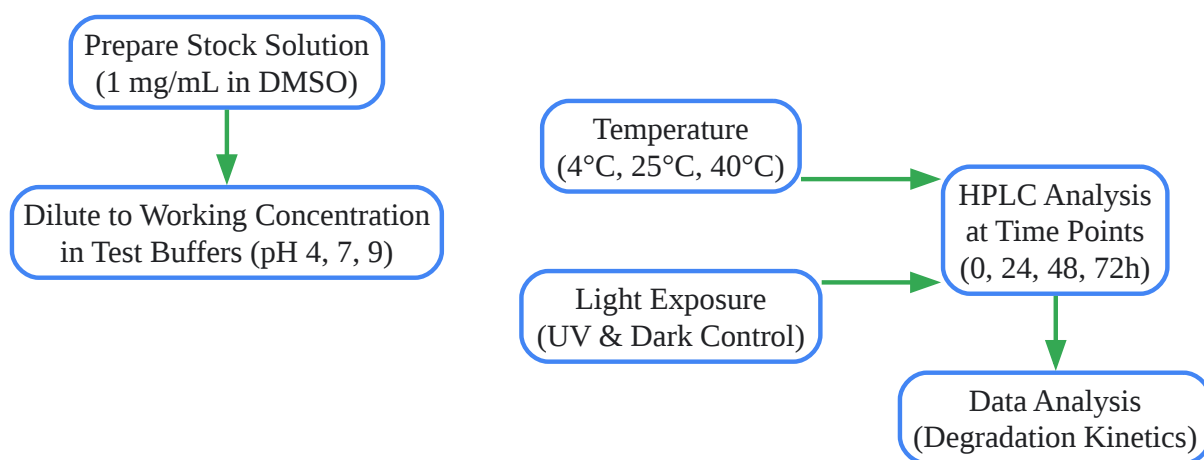 Prepare Stock Solution
(1 mg/mL in DMSO)
Dilute to Working Concentration
in Test Buffers (pH 4, 7, 9)
Temperature
(4°C, 25°C, 40°C)
Light Exposure
(UV & Dark Control)
HPLC Analysis
at Time Points
(0, 24, 48, 72h)
Data Analysis
(Degradation Kinetics)